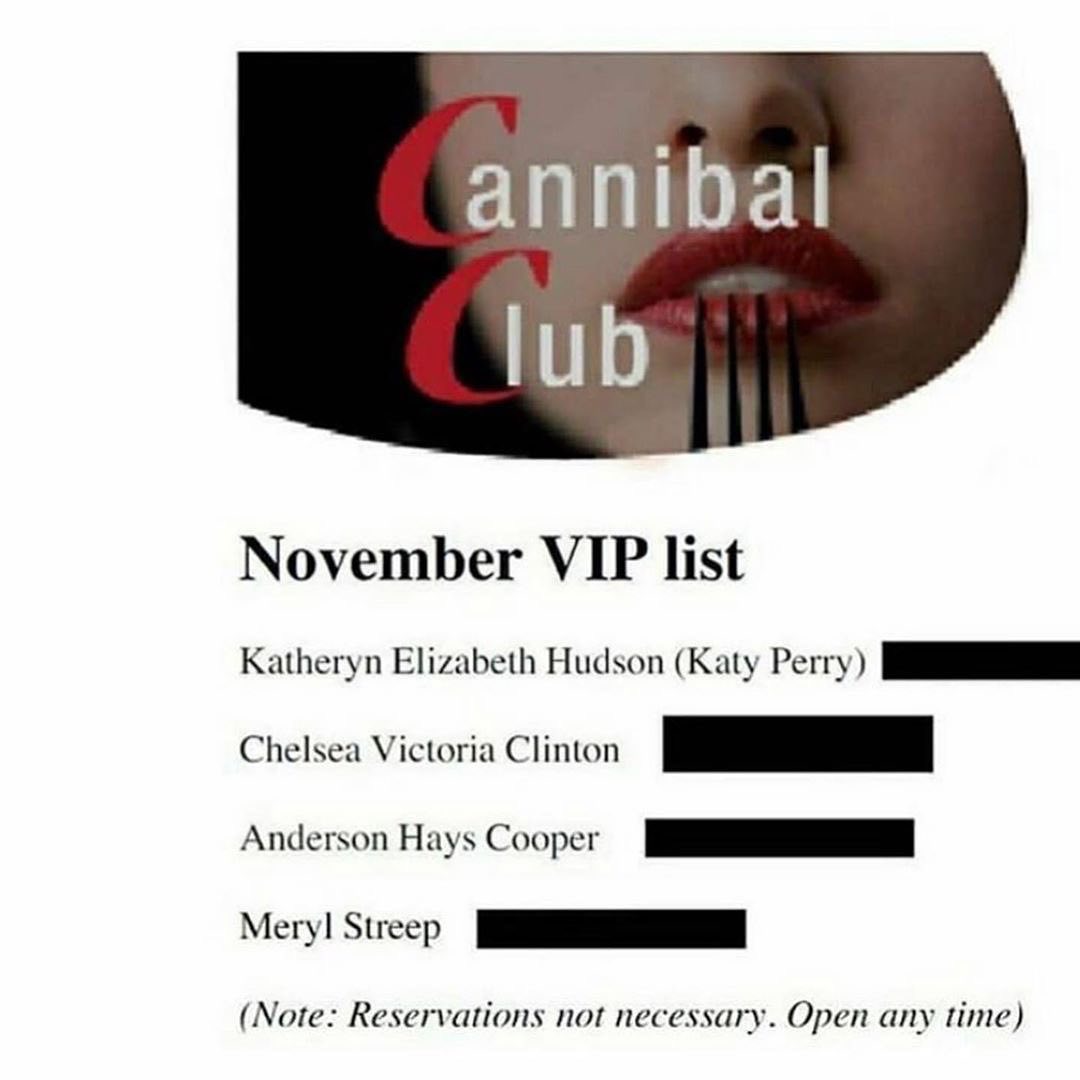 Cannibal
Club
November VIP list
Katheryn Elizabeth Hudson (Katy Perry)
Chelsea Victoria Clinton
Anderson Hays Cooper
Meryl Streep
(Note: Reservations not necessary. Open any time)